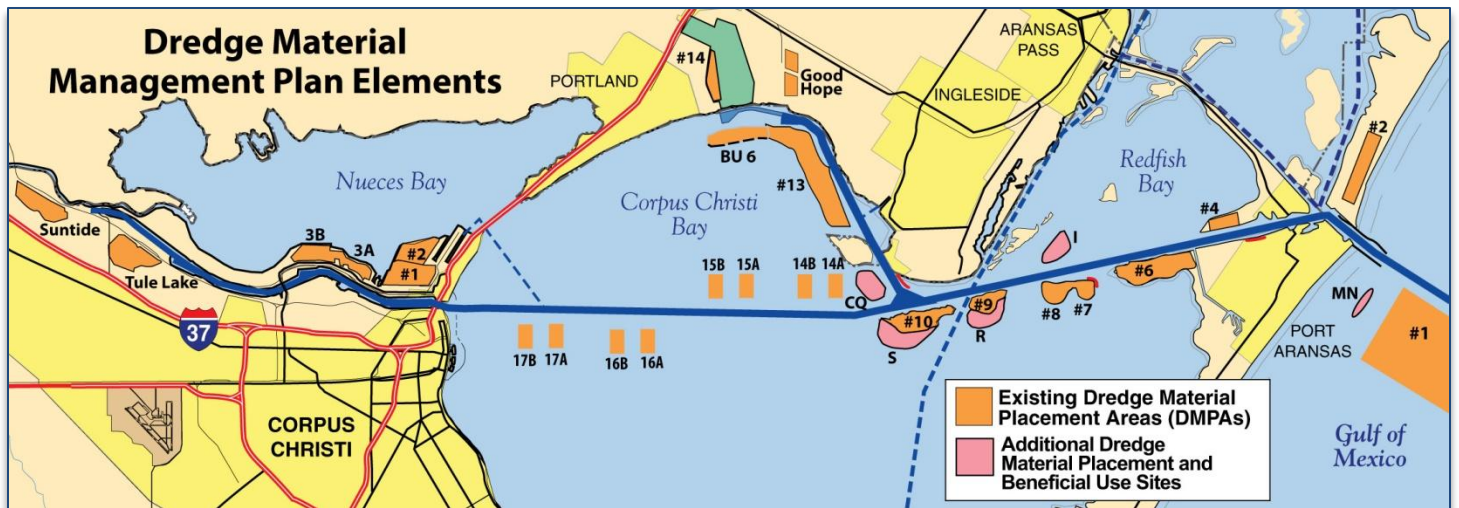 Dredge Material
Management Plan Elements
PORTLAND
#14
Good
Hope
ARANSAS
PASS
INGLESIDE
#2
BU 6
Redfish
Bay
Nueces Bay
#13
Corpus Christi
Bay
#4
Suntide
3B
3A
#2
#1
I
Tule Lake
15B
15A
14B
14A
CQ
#6
#9
#8
#7
MN
37
#10
R
S
#1
17B
17A
16B
16A
PORT
ARANSAS
CORPUS
CHRISTI
Existing Dredge Material
Placement Areas (DMPAs)
Additional Dredge
Material Placement and
Beneficial Use Sites
Gulf of
Mexico